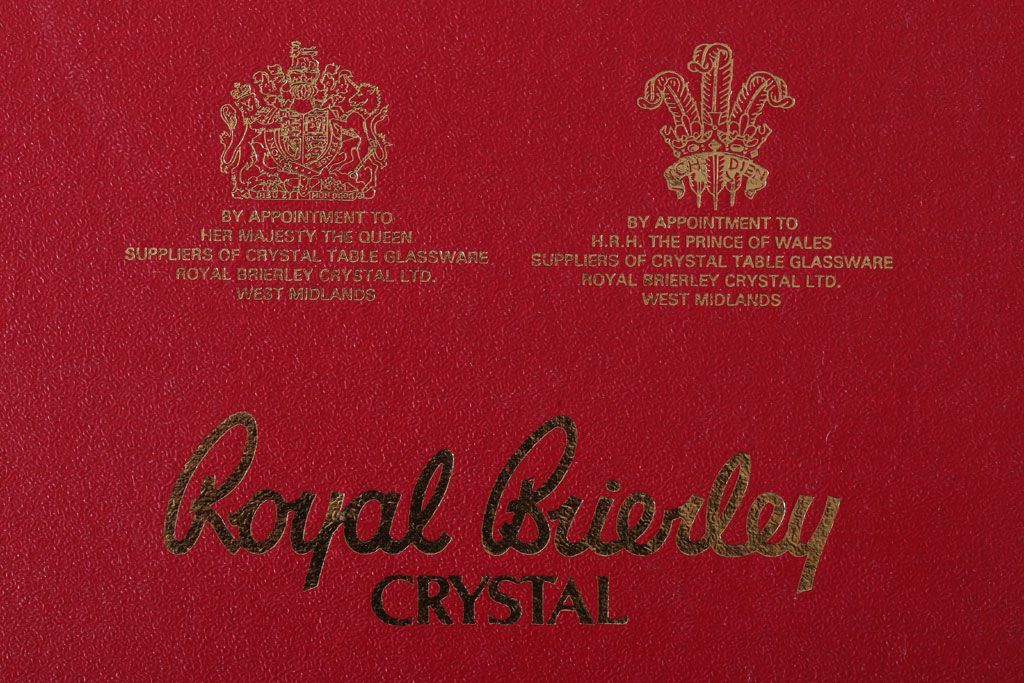 BY APPOINTMENT TO
HER MAJESTY THE QUEEN
SUPPLIERS OF CRYSTAL TABLE GLASSWARE
ROYAL BRIERLEY CRYSTAL LTD.
WEST MIDLANDS
ICH DIEN
BY APPOINTMENT TO
H.R.H. THE PRINCE OF WALES
SUPPLIERS OF CRYSTAL TABLE GLASSWARE
ROYAL BRIERLEY CRYSTAL LTD.
WEST MIDLANDS
Royal Brierley
CRYSTAL